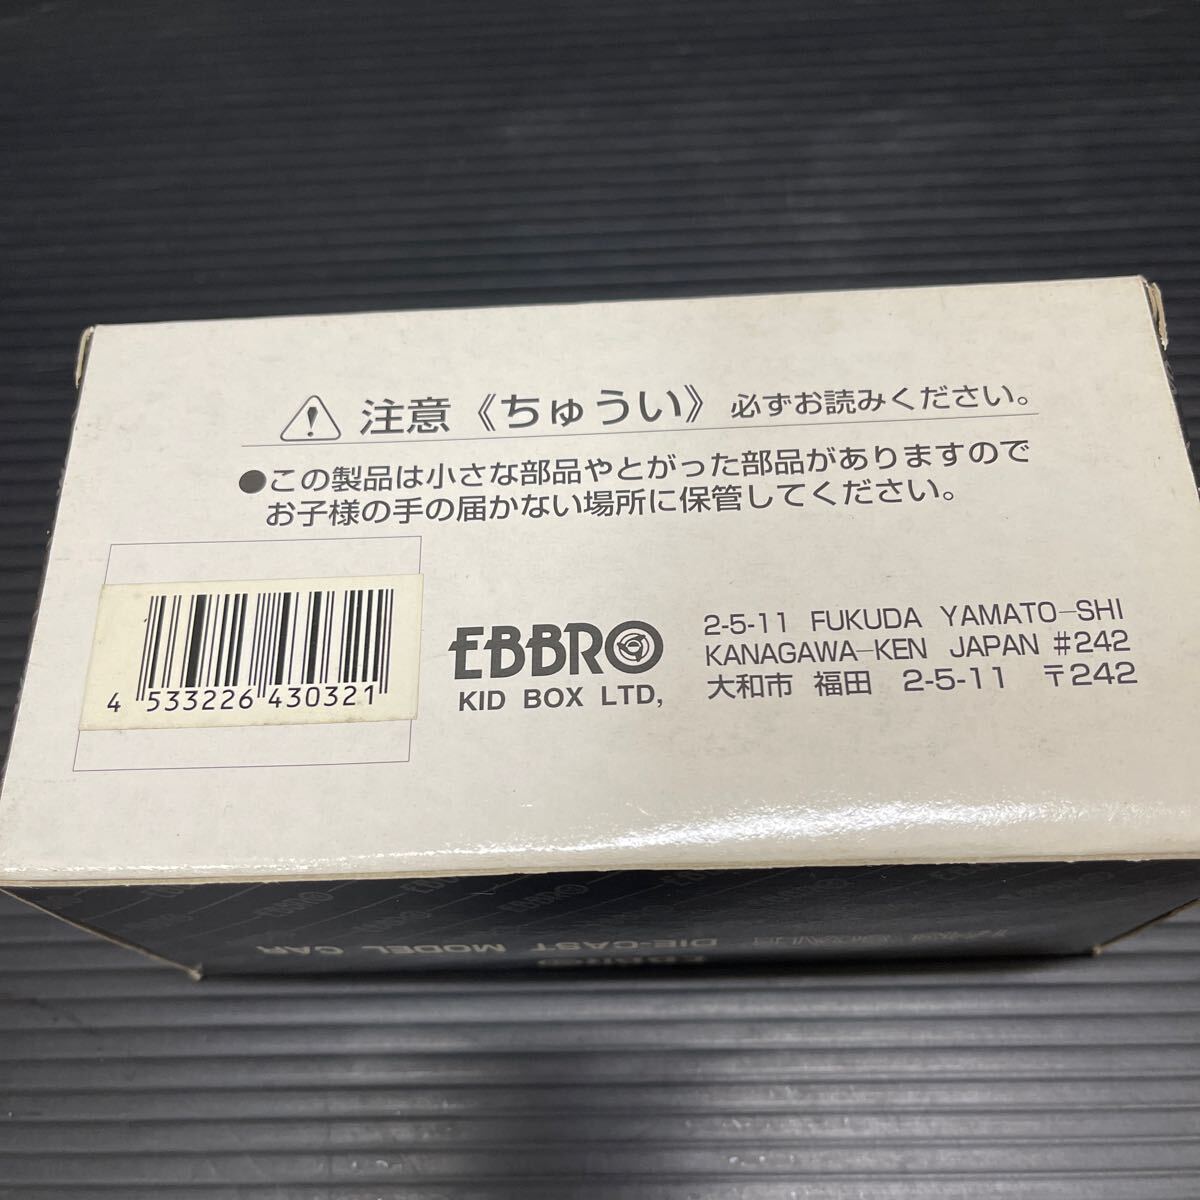 注意《ちゅうい》必ずお読みください。
●この製品は小さな部品やとがった部品がありますので
お子様の手の届かない場所に保管してください。
4 533226 430321
EBBRO
KID BOX LTD,
2-5-11 FUKUDA YAMATO-SHI
KANAGAWA-KEN JAPAN #242
大和市 福田 2-5-11 〒242
EBBRO
DIE-CAST MODEL CAR